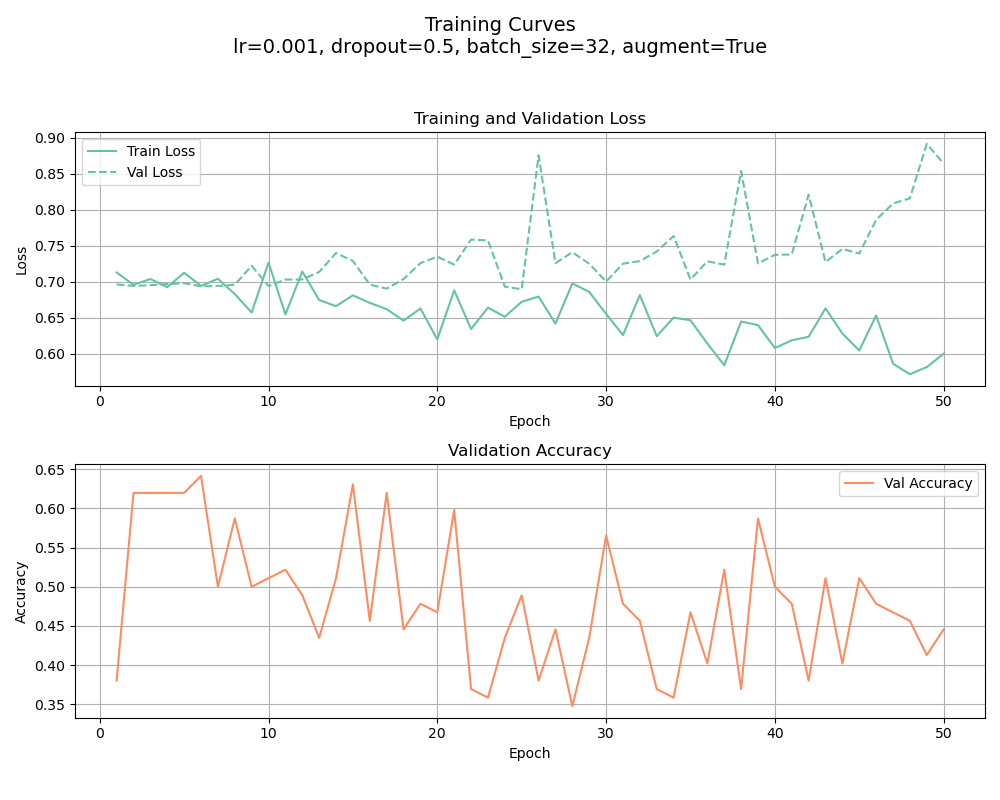 Training Curves
lr=0.001, dropout=0.5, batch_size=32, augment=True
Training and Validation Loss
0.90
0.85
0.80
0.75
0.70
0.65
0.60
Loss
Train Loss
Val Loss
0 10 20 30 40 50
Epoch
Validation Accuracy
0.65
0.60
0.55
0.50
0.45
0.40
0.35
Accuracy
Val Accuracy
0 10 20 30 40 50
Epoch